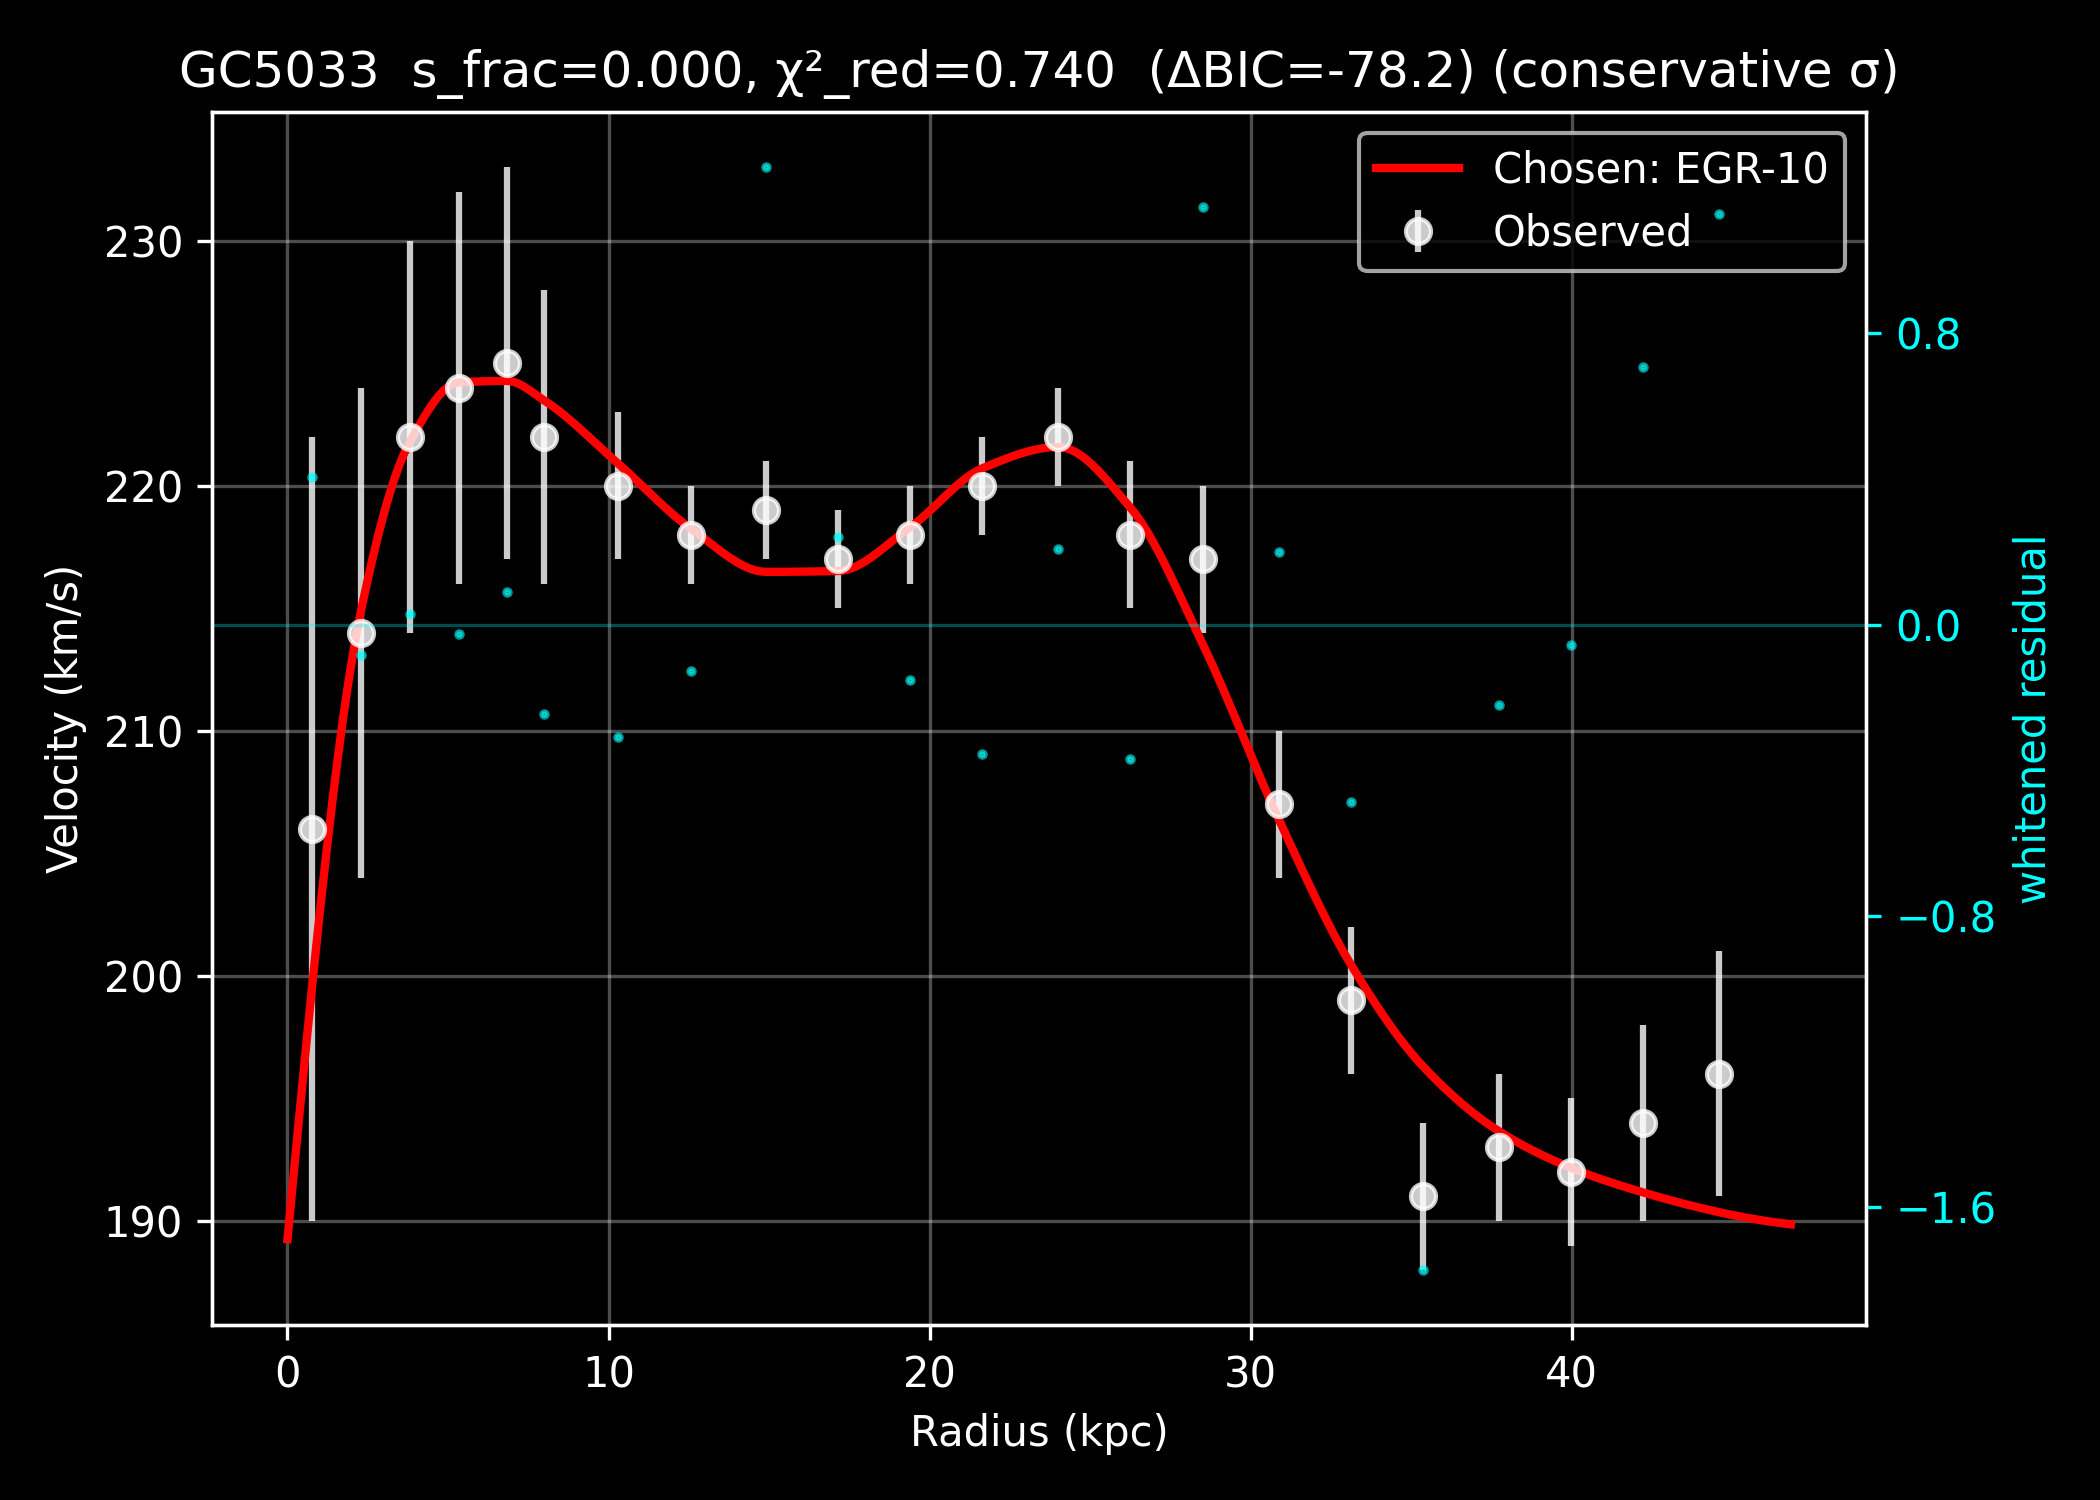 GC5033  s_frac=0.000, χ²_red=0.740  (ΔBIC=-78.2) (conservative σ)
Chosen: EGR-10
Observed
230
220
210
200
190
Velocity (km/s)
0.8
0.0
−0.8
−1.6
whitened residual
0
10
20
30
40
Radius (kpc)